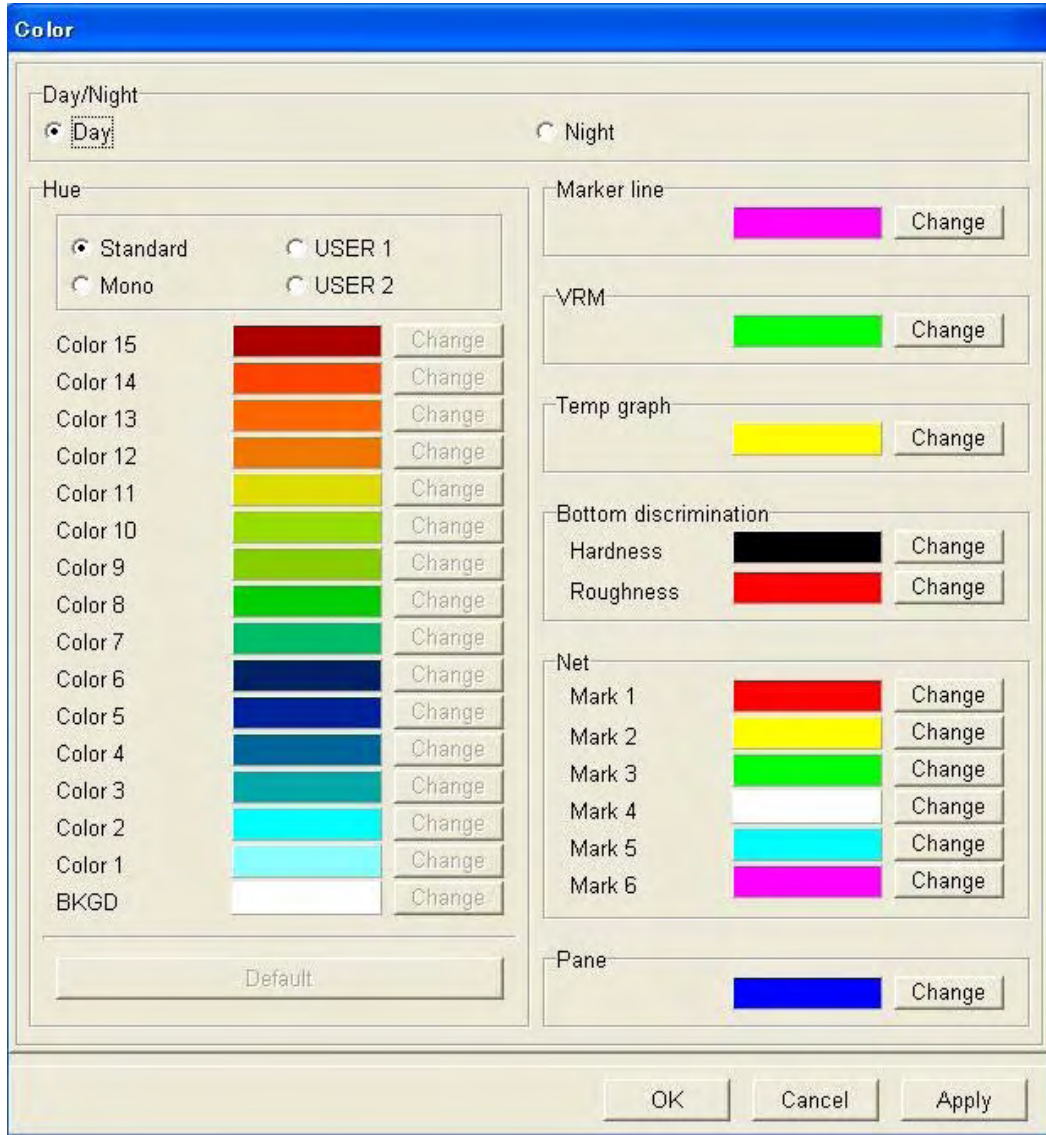 Color
Day/Night
Day
Night
Hue
Standard
USER 1
Mono
USER 2
Color 15 Change
Color 14 Change
Color 13 Change
Color 12 Change
Color 11 Change
Color 10 Change
Color 9 Change
Color 8 Change
Color 7 Change
Color 6 Change
Color 5 Change
Color 4 Change
Color 3 Change
Color 2 Change
Color 1 Change
BKGD Change
Default
Marker line
Change
VRM
Change
Temp graph
Change
Bottom discrimination
Hardness Change
Roughness Change
Net
Mark 1 Change
Mark 2 Change
Mark 3 Change
Mark 4 Change
Mark 5 Change
Mark 6 Change
Pane
Change
OK Cancel Apply